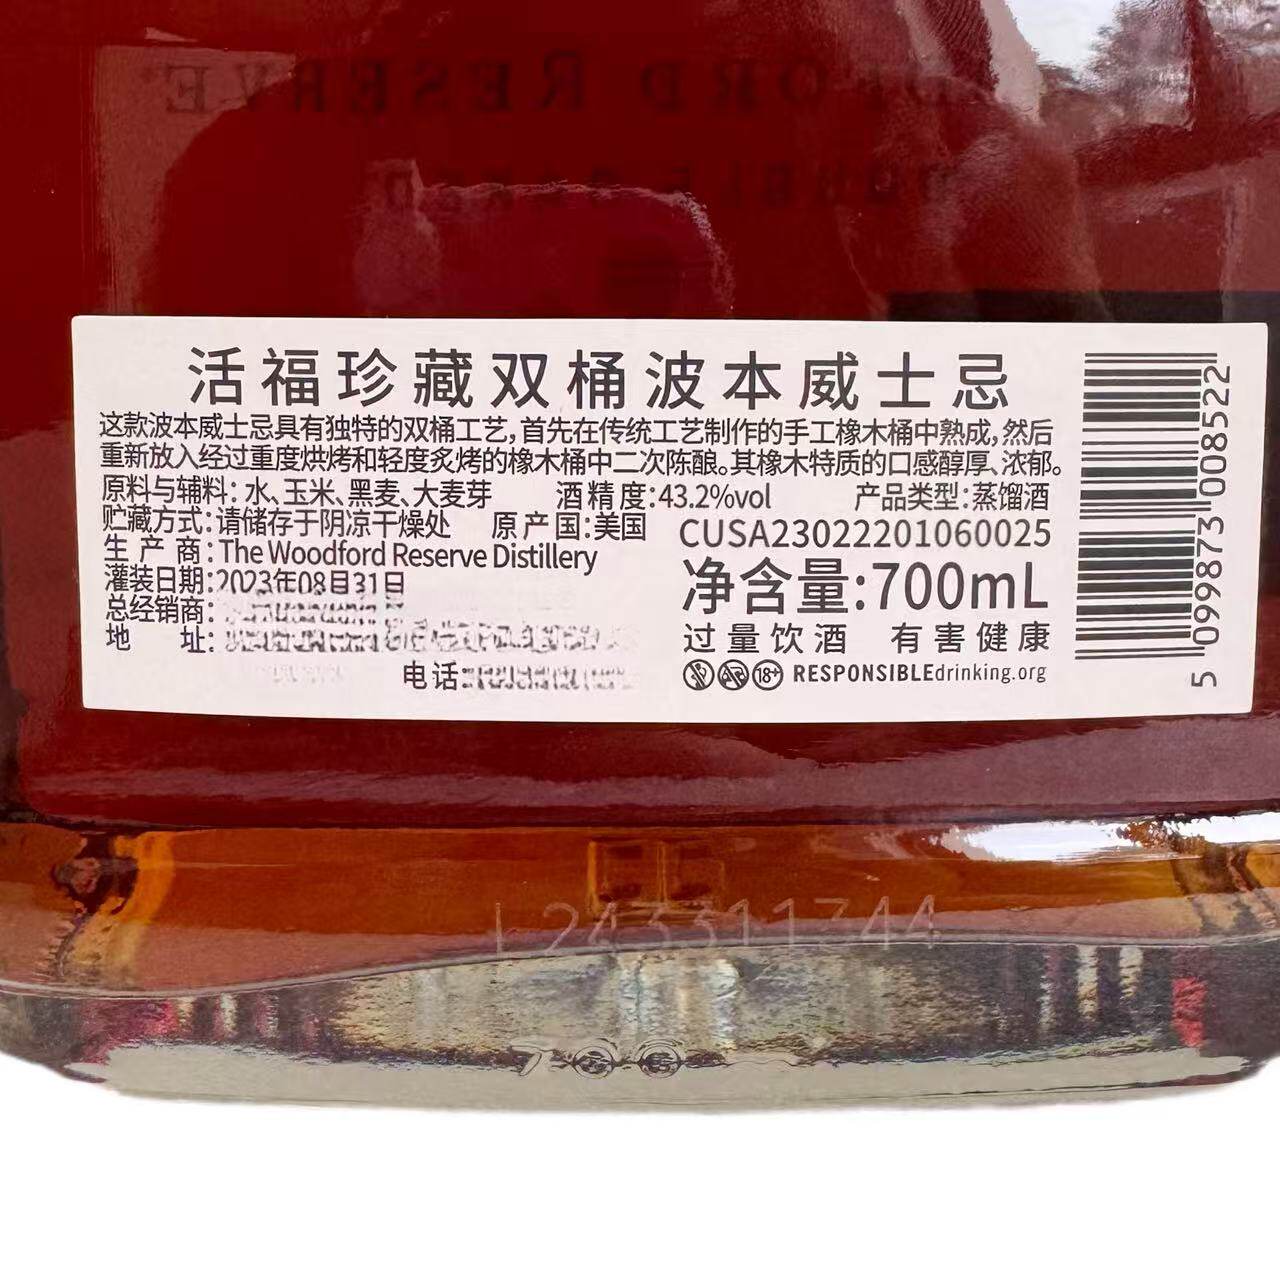 活福珍藏双桶波本威士忌
这款波本威士忌具有独特的双桶工艺，首先在传统工艺制作的手工橡木桶中熟成，然后
重新放入经过重度烘烤和轻度炙烤的橡木桶中二次陈酿。其橡木特质的口感醇厚、浓郁。
原料与辅料：水、玉米、黑麦、大麦芽 酒精度：43.2%vol 产品类型：蒸馏酒
贮藏方式：请储存于阴凉干燥处 原产国：美国
CUSA23022201060025
生产商：The Woodford Reserve Distillery
灌装日期：2023年08月31日
净含量：700mL
总经销商：
地 址：
过量饮酒 有害健康
电话：
18+ RESPONSIBLEdrinking.org
5 099873 008522
L243311744